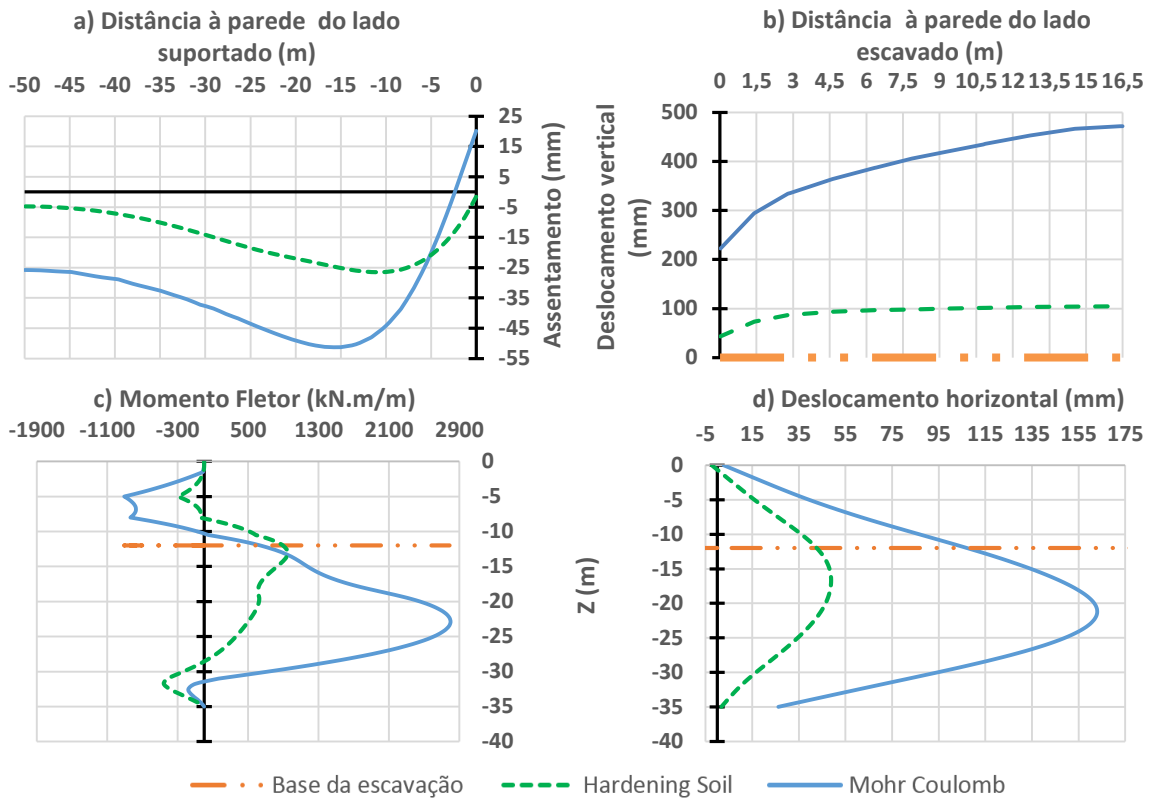 a) Distância à parede do lado
suportado (m)
-50 -45 -40 -35 -30 -25 -20 -15 -10 -5 0
25
15
5
-5
-15
-25
-35
-45
-55
Assentamento (mm)
b) Distância à parede do lado
escavado (m)
0 1,5 3 4,5 6 7,5 9 10,5 12 13,5 15 16,5
500
400
300
200
100
0
Deslocamento vertical
(mm)
c) Momento Fletor (kN.m/m)
-1900 -1100 -300 500 1300 2100 2900
0
-5
-10
-15
-20
-25
-30
-35
-40
d) Deslocamento horizontal (mm)
-5 15 35 55 75 95 115 135 155 175
0
-5
-10
-15
-20
-25
-30
-35
-40
Z (m)
Base da escavação Hardening Soil Mohr Coulomb